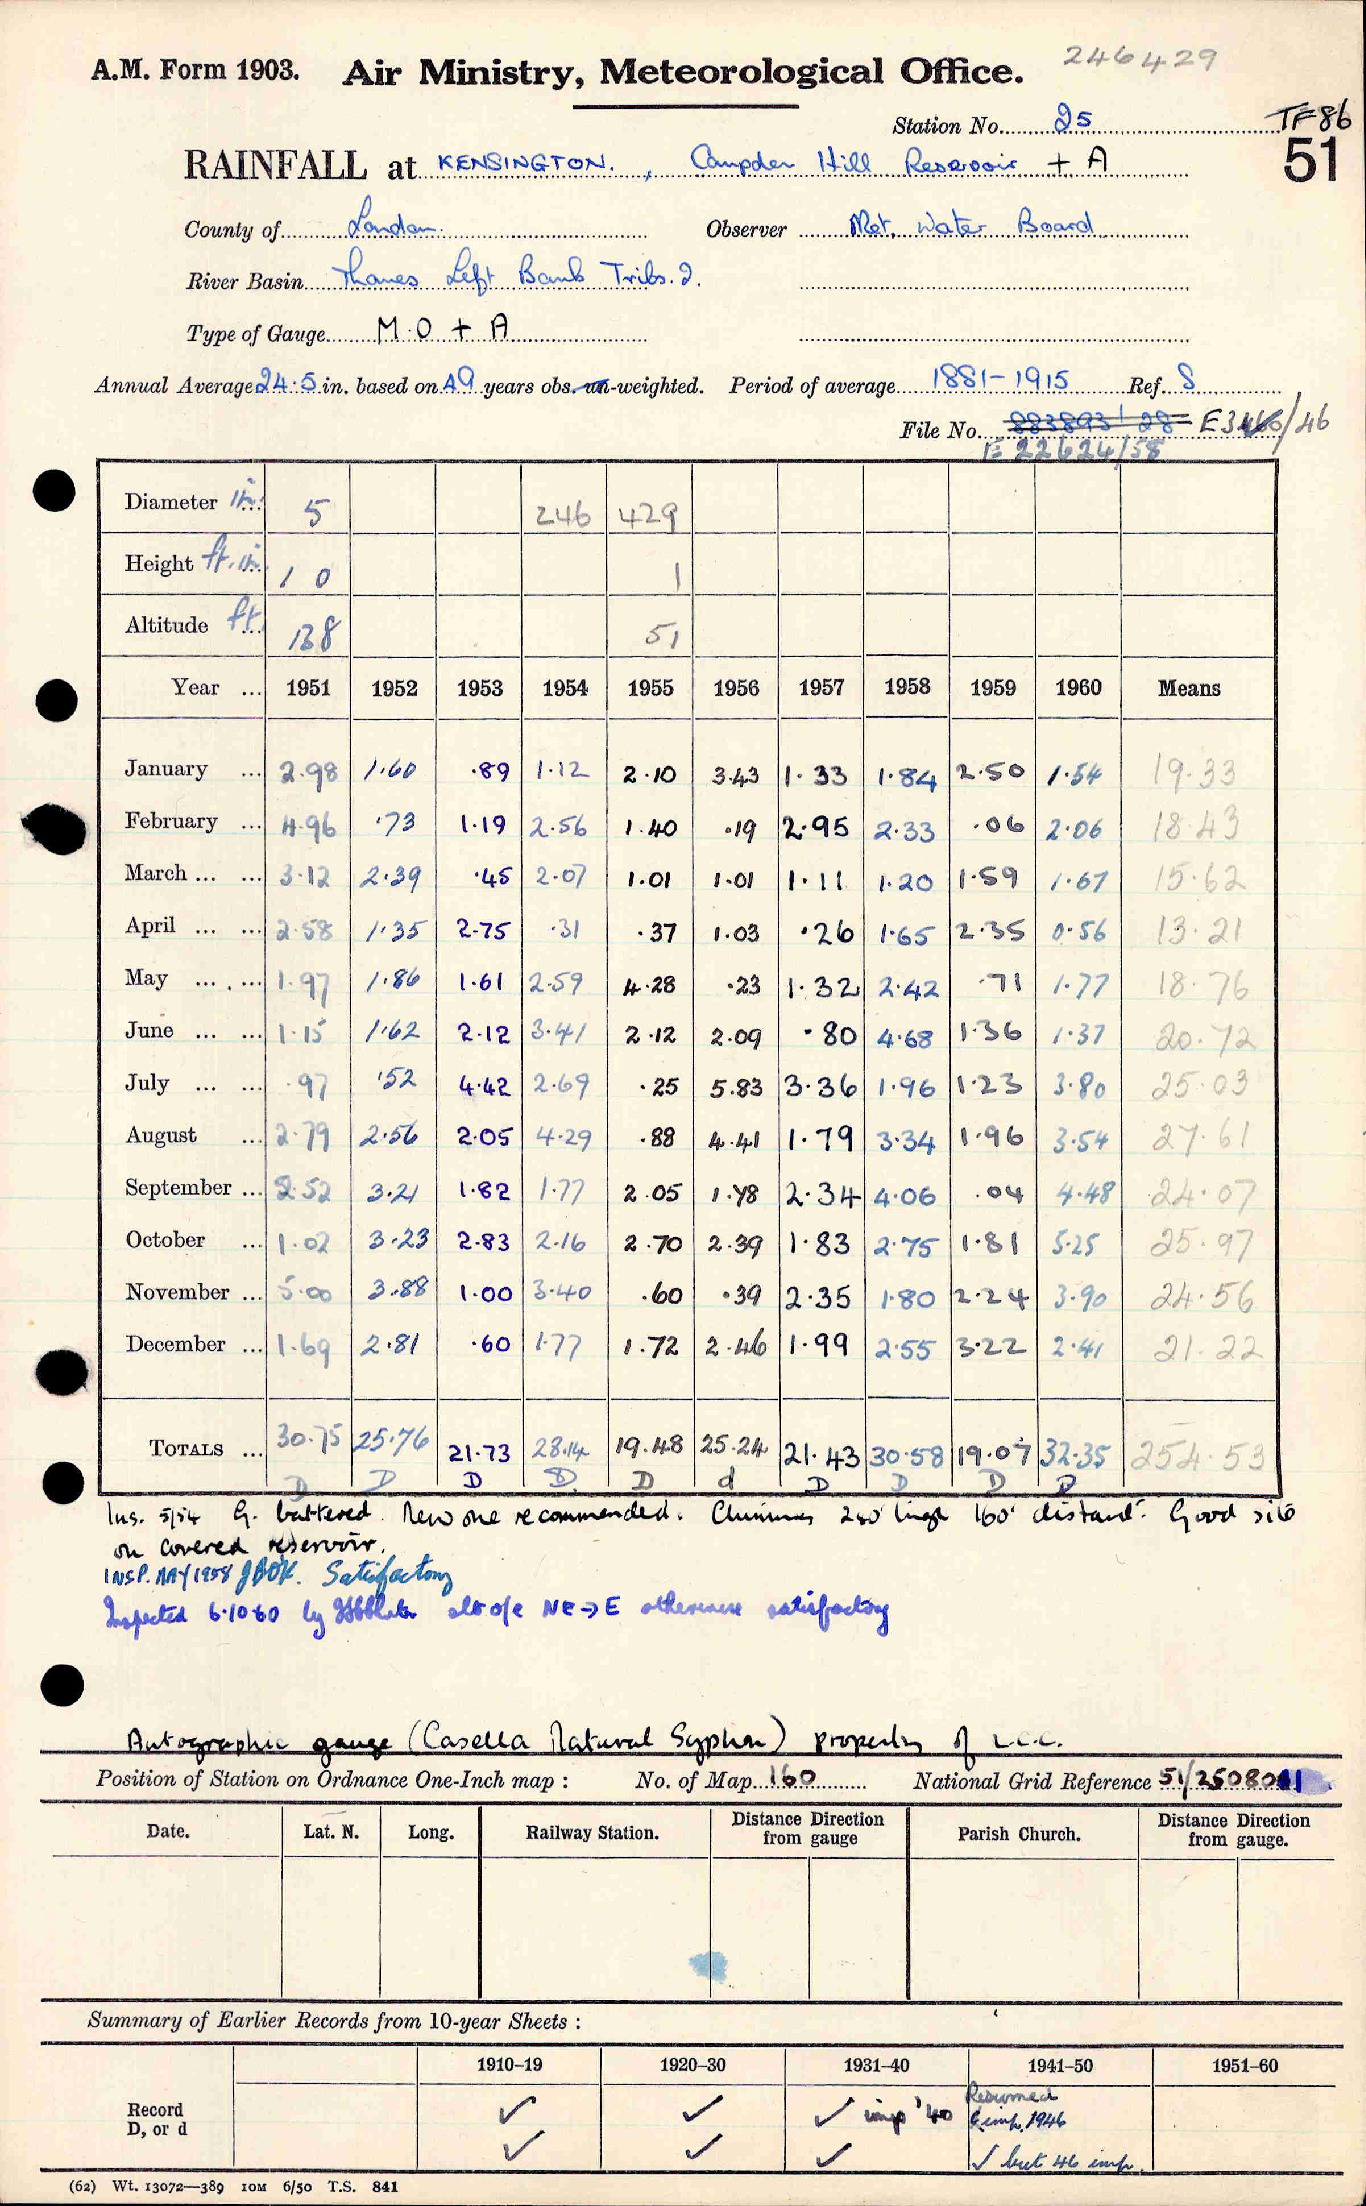 246429
A.M. Form 1903. Air Ministry, Meteorological Office.
Station No. 25 TF86
51
RAINFALL at KENSINGTON. , Campden Hill Reservoir + A
County of London. Observer Met. Water Board
River Basin Thames Left Bank Tribs. 2.
Type of Gauge M.O + A
Annual Average 24.5 in. based on 49 years obs. un-weighted. Period of average 1881-1915 Ref. S
File No. 883893/28 E3460/46
E 22624/58
Diameter in. 5 246 429
Height ft. in. 1 0 1
Altitude ft. 138 51
Year ... 1951 1952 1953 1954 1955 1956 1957 1958 1959 1960 Means
January ... 2.98 1.60 .89 1.12 2.10 3.43 1.33 1.84 2.50 1.54 19.33
February ... 4.96 .73 1.19 2.56 1.40 .19 2.95 2.33 .06 2.06 18.43
March ... ... 3.12 2.39 .45 2.07 1.01 1.01 1.11 1.20 1.59 1.67 15.62
April ... ... 2.58 1.35 2.75 .31 .37 1.03 .26 1.65 2.35 0.56 13.21
May ... ... 1.97 1.86 1.61 2.59 4.28 .23 1.32 2.42 .71 1.77 18.76
June ... ... 1.15 1.62 2.12 3.41 2.12 2.09 .80 4.68 1.36 1.37 20.72
July ... ... .97 .52 4.42 2.69 .25 5.83 3.36 1.96 1.23 3.80 25.03
August ... 2.79 2.56 2.05 4.29 .88 4.41 1.79 3.34 1.96 3.54 27.61
September ... 2.52 3.21 1.82 1.77 2.05 1.78 2.34 4.06 .04 4.48 24.07
October ... 1.02 3.23 2.83 2.16 2.70 2.39 1.83 2.75 1.81 5.25 25.97
November ... 5.00 3.88 1.00 3.40 .60 .39 2.35 1.80 2.24 3.90 24.56
December ... 1.69 2.81 .60 1.77 1.72 2.46 1.99 2.55 3.22 2.41 21.22
TOTALS ... 30.75 25.76 21.73 28.14 19.48 25.24 21.43 30.58 19.07 32.35 254.53
D D D D D d D D D D
Ins. 5/54 G. battered. New one recommended. Chimney 240' high 160' distant. Good site
on covered reservoir.
INSP. MAY 1958 Satisfactory
Inspected 6.10.60 by alt o/e NE→E otherwise satisfactory
Autographic gauge (Casella Natural Syphon) property of L.C.C.
Position of Station on Ordnance One-Inch map : No. of Map 160 National Grid Reference 51/250801
Date. Lat. N. Long. Railway Station. Distance Direction from gauge Parish Church. Distance Direction from gauge.
Summary of Earlier Records from 10-year Sheets :
1910-19 1920-30 1931-40 1941-50 1951-60
Record D, or d ✓ ✓ ✓ imp '40 Resumed & imp. 1946
✓ ✓ ✓ ✓ but 46 imp.
(62) Wt. 13072—389 10M 6/50 T.S. 841